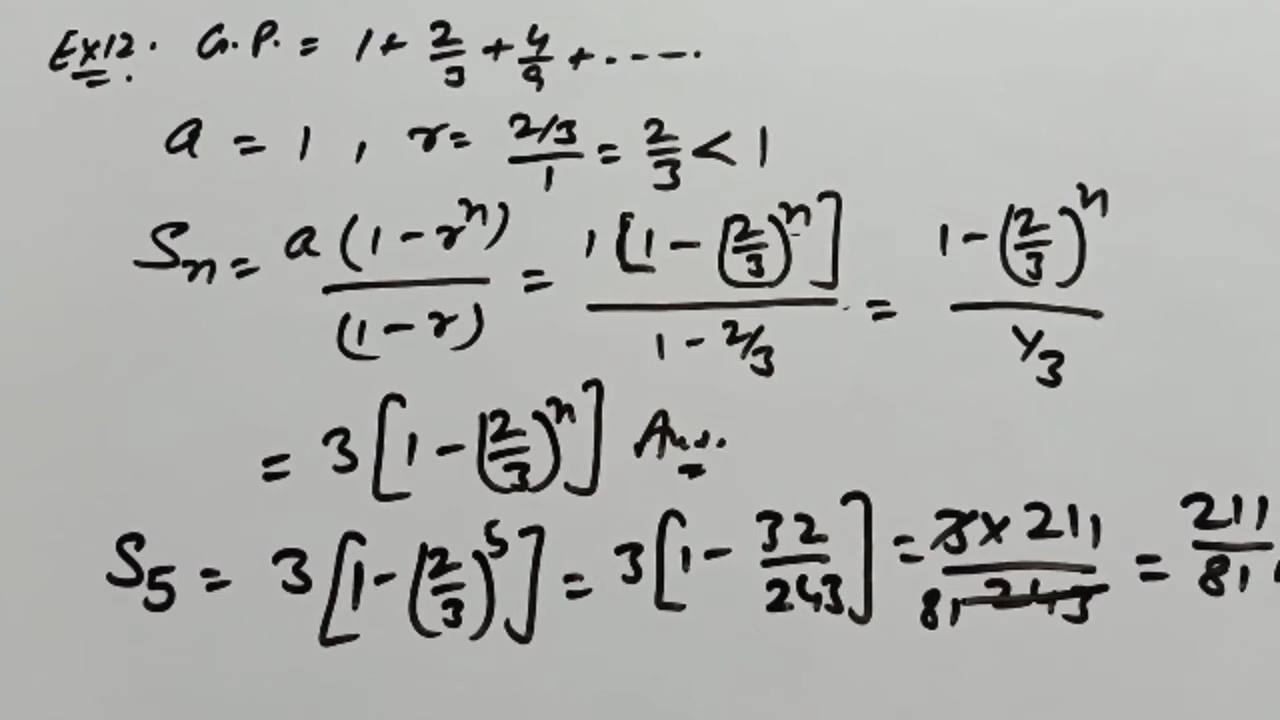 Ex12. G.P. = 1 + 2/3 + 4/9 + .....
a = 1 , r = (2/3)/1 = 2/3 < 1
Sn = a(1-r^n)/(1-r) = 1[1-(2/3)^n]/(1-2/3) = (1-(2/3)^n)/(1/3)
= 3[1-(2/3)^n] Ans.
S5 = 3[1-(2/3)^5] = 3[1-32/243] = 3×211/243 81 = 211/81